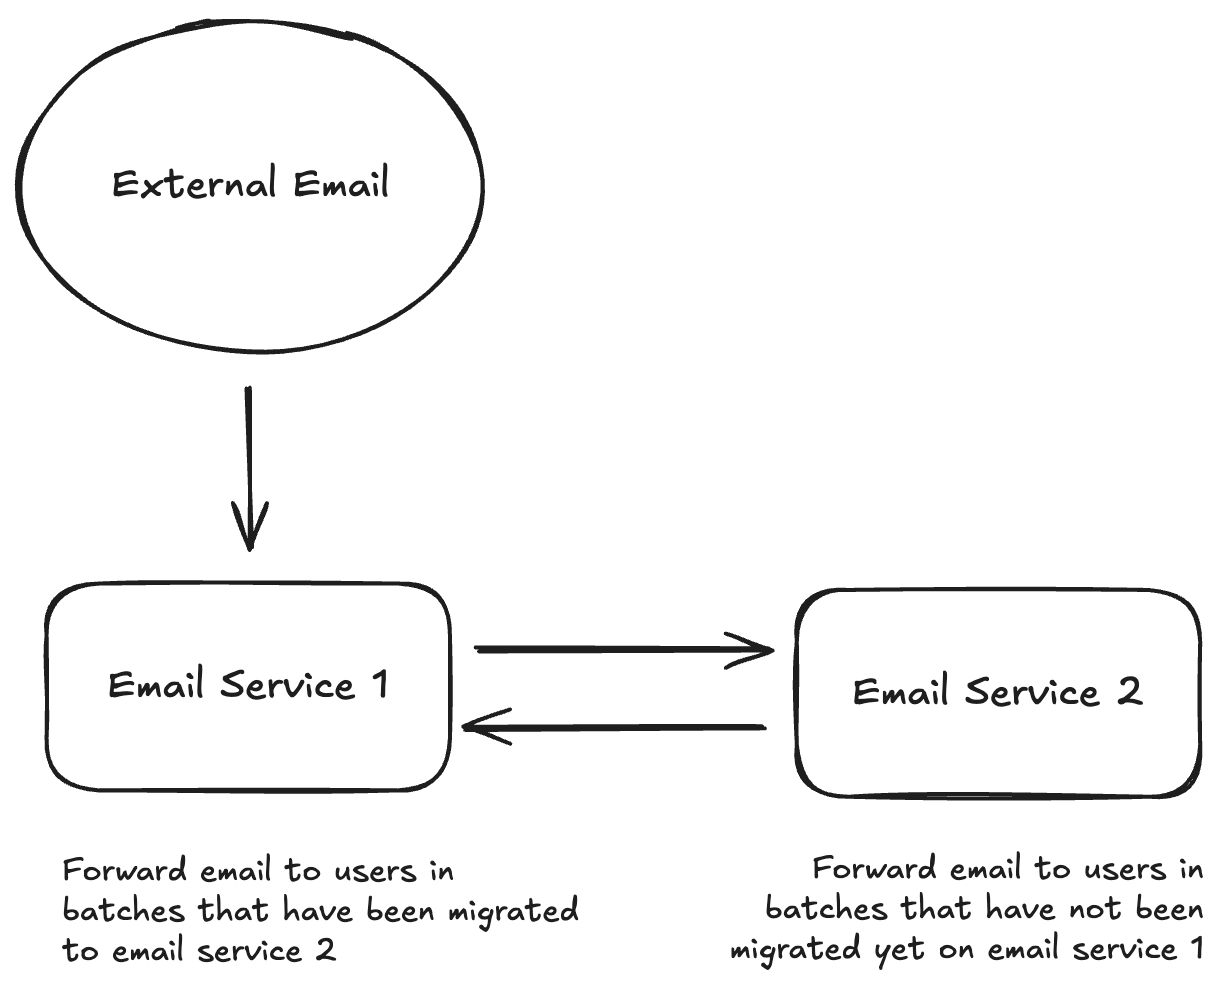 External Email
Email Service 1
Email Service 2
Forward email to users in
batches that have been migrated
to email service 2
Forward email to users in
batches that have not been
migrated yet on email service 1